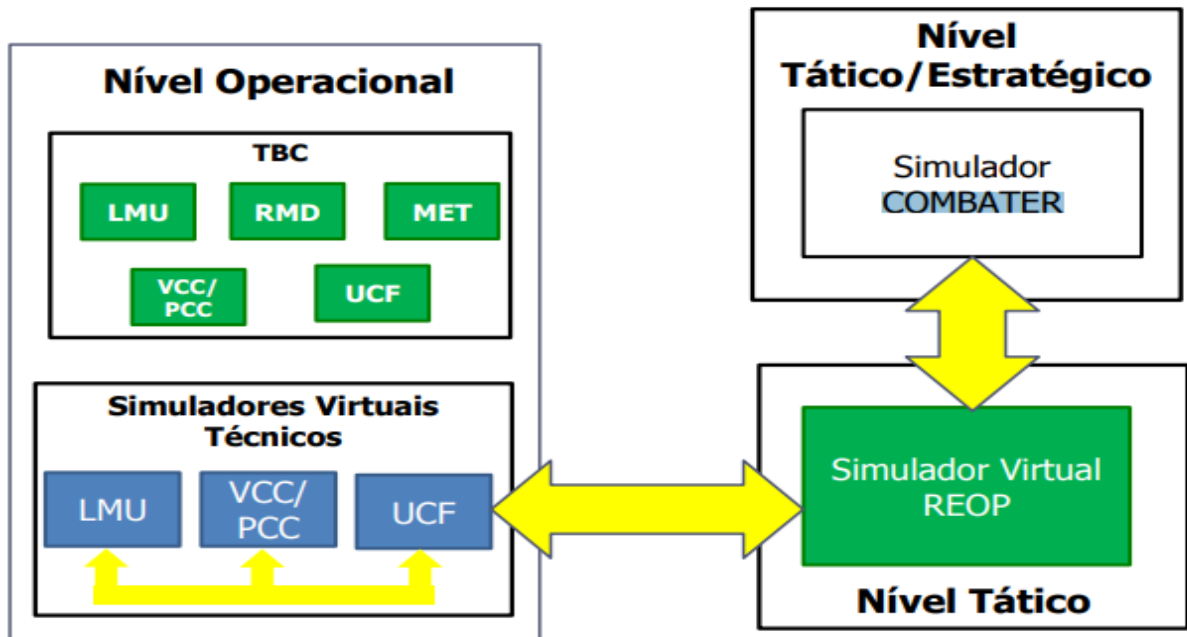 Nível Operacional
TBC
LMU
RMD
MET
VCC/
PCC
UCF
Simuladores Virtuais
Técnicos
LMU
VCC/
PCC
UCF
Nível
Tático/Estratégico
Simulador
COMBATER
Simulador Virtual
REOP
Nível Tático